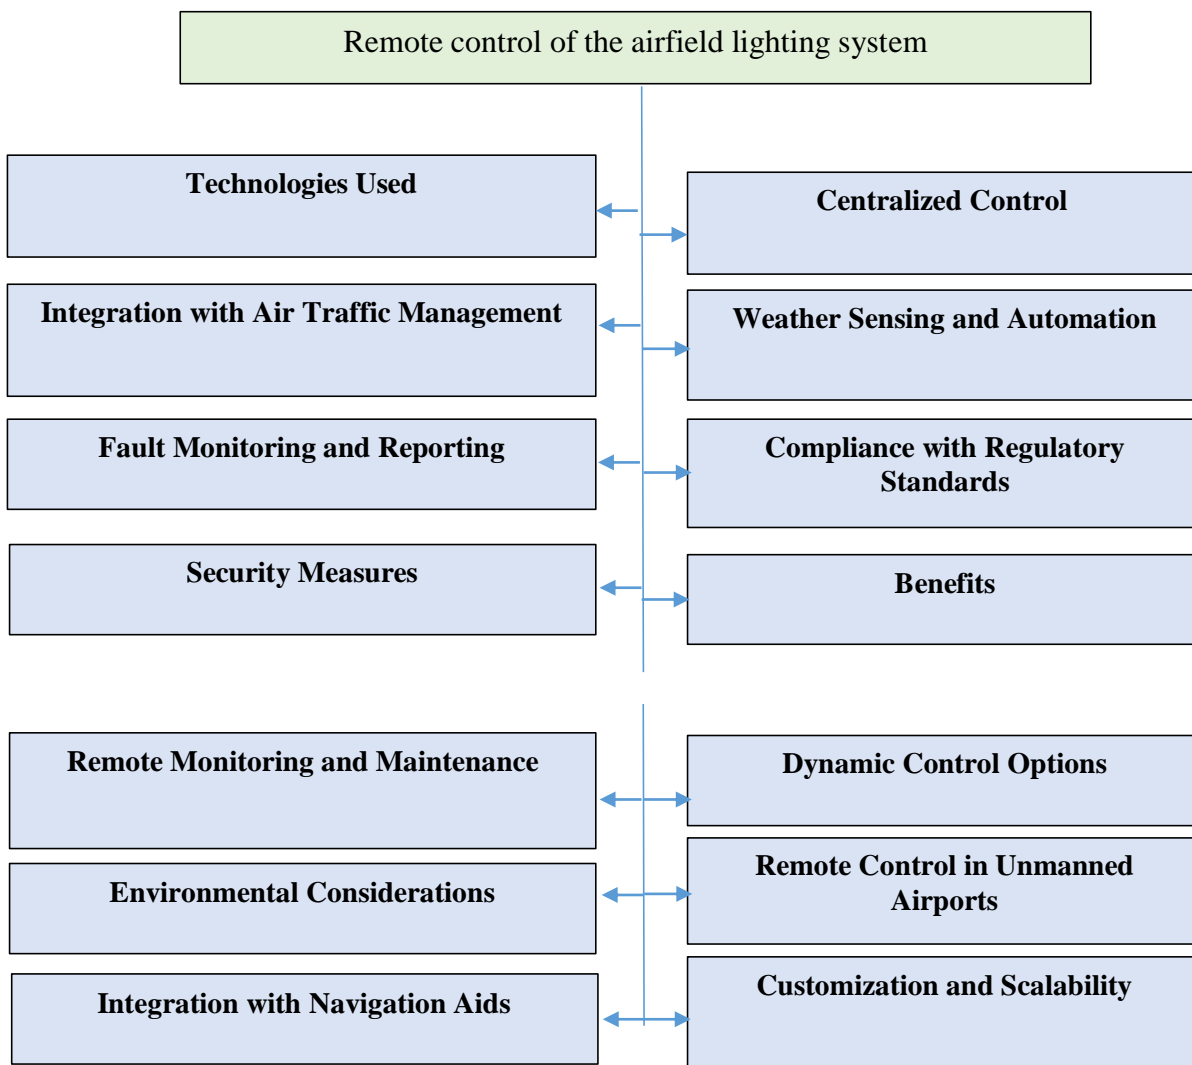 Remote control of the airfield lighting system
Technologies Used
Centralized Control
Integration with Air Traffic Management
Weather Sensing and Automation
Fault Monitoring and Reporting
Compliance with Regulatory
Standards
Security Measures
Benefits
Remote Monitoring and Maintenance
Dynamic Control Options
Environmental Considerations
Remote Control in Unmanned
Airports
Integration with Navigation Aids
Customization and Scalability